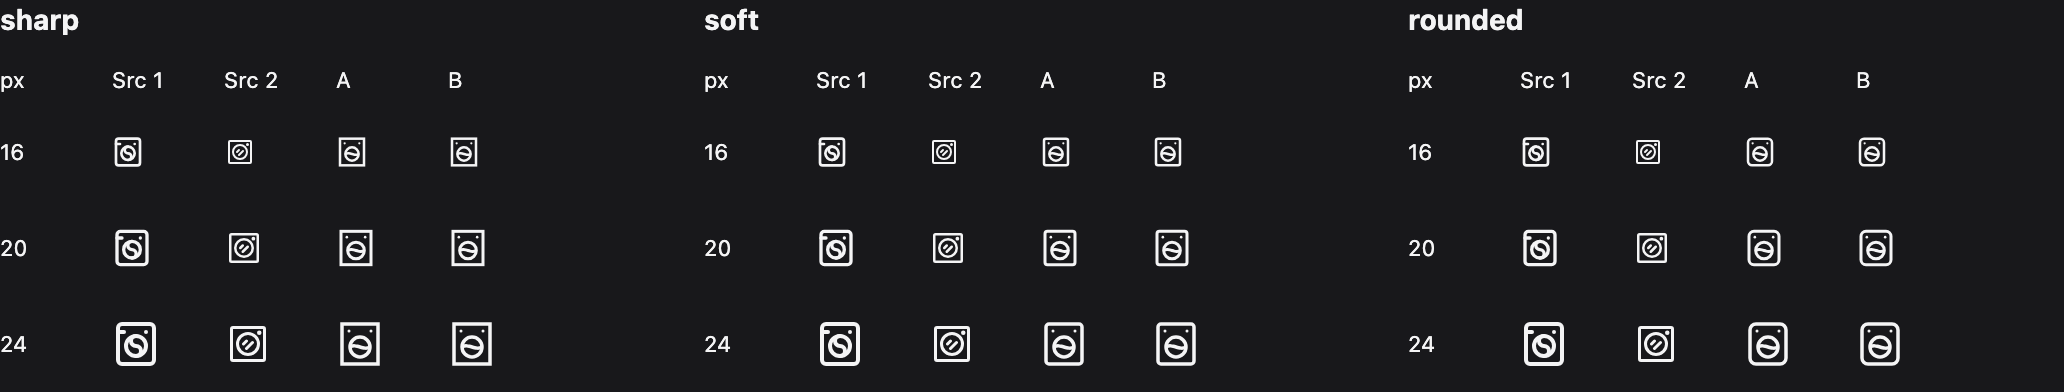 sharp soft rounded
px Src 1 Src 2 A B px Src 1 Src 2 A B px Src 1 Src 2 A B
16 16 16
20 20 20
24 24 24